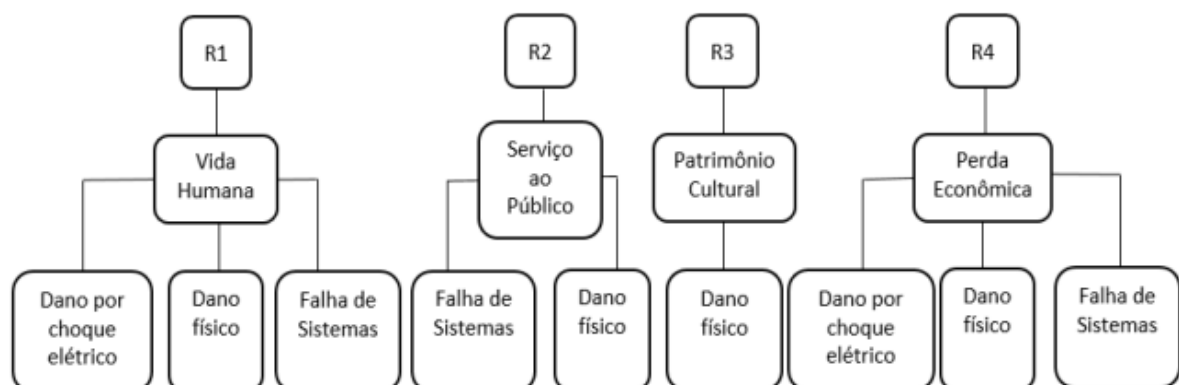 R1
R2
R3
R4
Vida
Humana
Serviço
ao
Público
Patrimônio
Cultural
Perda
Econômica
Dano por
choque
elétrico
Dano
físico
Falha de
Sistemas
Falha de
Sistemas
Dano
físico
Dano
físico
Dano por
choque
elétrico
Dano
físico
Falha de
Sistemas